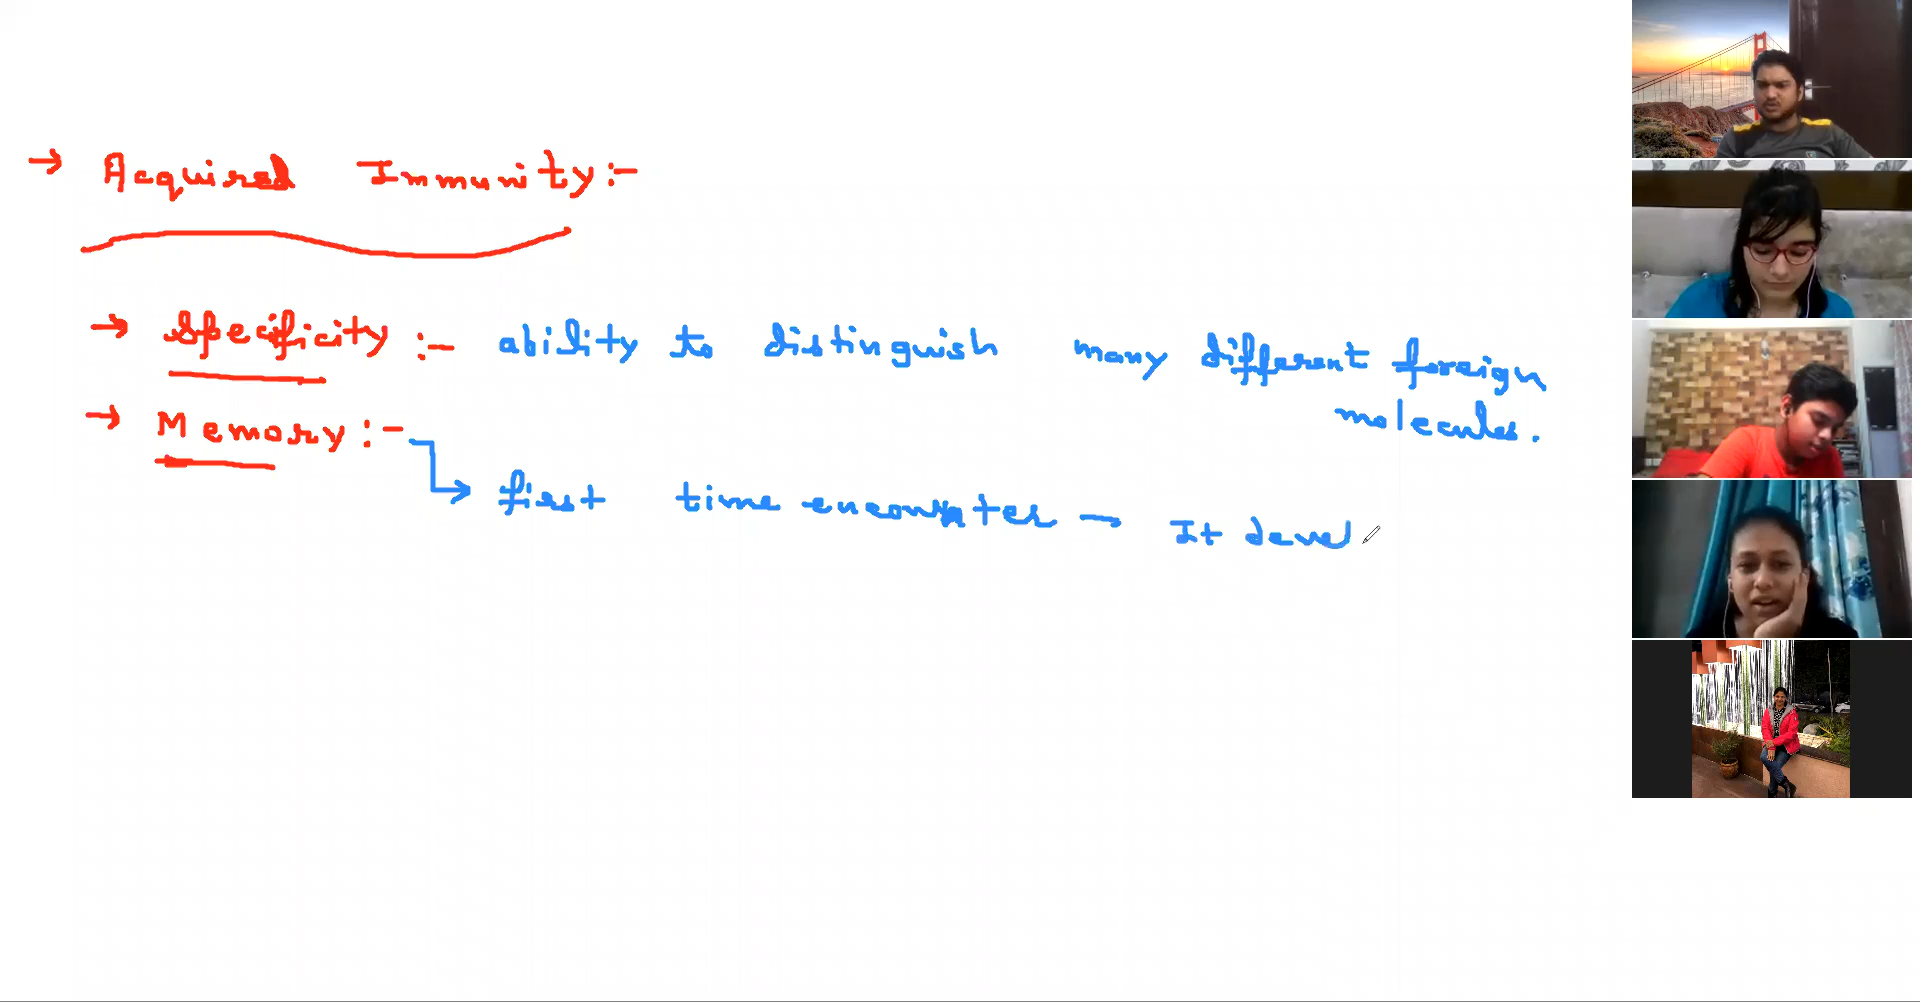 → Acquired Immunity :-
→ Specificity :- ability to distinguish many different foreign
molecules.
→ Memory :-
→ first time encounter — It devel